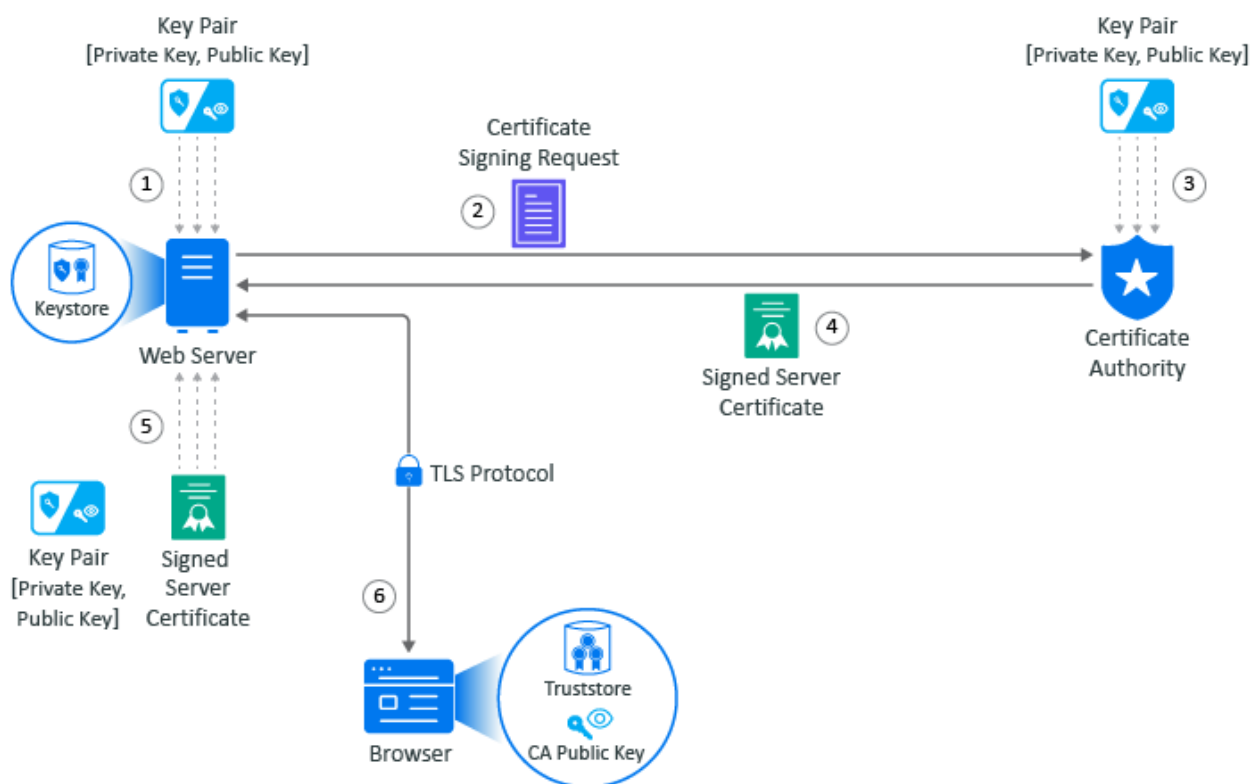 Key Pair
[Private Key, Public Key]
Key Pair
[Private Key, Public Key]
Certificate
Signing Request
1
2
3
Keystore
Web Server
4
Certificate
Authority
Signed Server
Certificate
5
TLS Protocol
Key Pair
[Private Key,
Public Key]
Signed
Server
Certificate
6
Truststore
CA Public Key
Browser